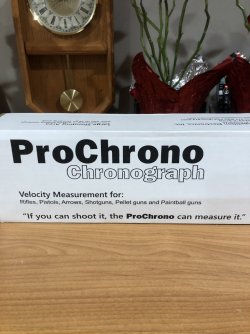 ProChrono
Chronograph
Velocity Measurement for:
Rifles, Pistols, Arrows, Shotguns, Pellet guns and Paintball guns
"If you can shoot it, the ProChrono can measure it."